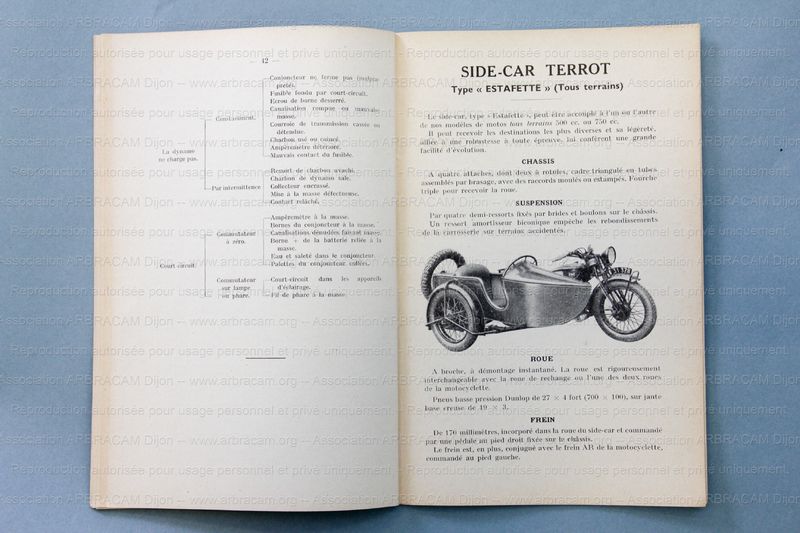 — 42 —
La dynamo
ne charge pas.
Constamment.
Conjoncteur ne ferme pas (malpro-
preté).
Fusible fondu par court-circuit.
Ecrou de borne desserré.
Canalisation rompue ou mauvaise
masse.
Courroie de transmission cassée ou
détendue.
Charbon usé ou coincé.
Ampèremètre détérioré.
Mauvais contact du fusible.
Par intermittence
Ressort de charbon avachi.
Charbon de dynamo sale.
Collecteur encrassé.
Mise à la masse défectueuse.
Contact relâché.
Court circuit.
Commutateur
à zéro.
Ampèremètre à la masse.
Bornes du conjoncteur à la masse.
Canalisations dénudées faisant masse.
Borne + de la batterie reliée à la
masse.
Eau et saleté dans le conjoncteur.
Palettes du conjoncteur collées.
Commutateur
sur lampe
ou phare.
Court-circuit dans les appareils
d'éclairage.
Fil de phare à la masse.
SIDE-CAR TERROT
Type « ESTAFETTE » (Tous terrains)
Le side-car, type « Estafette », peut être accouplé à l'un ou l'autre
de nos modèles de motos tous terrains 500 cc. ou 750 cc.
Il peut recevoir les destinations les plus diverses et sa légèreté,
alliée à une robustesse à toute épreuve, lui confèrent une grande
facilité d'évolution.
CHASSIS
A quatre attaches, dont deux à rotules, cadre triangulé en tubes
assemblés par brasage, avec des raccords moulés ou estampés. Fourche
triple pour recevoir la roue.
SUSPENSION
Par quatre demi-ressorts fixés par brides et boulons sur le châssis.
Un ressort amortisseur biconique empêche les rebondissements
de la carrosserie sur terrains accidentés.
ROUE
A broche, à démontage instantané. La roue est rigoureusement
interchangeable avec la roue de rechange ou l'une des deux roues
de la motocyclette.
Pneus basse pression Dunlop de 27 × 4 fort (700 × 100), sur jante
base creuse de 19 × 3.
FREIN
De 170 millimètres, incorporé dans la roue du side-car et commandé
par une pédale au pied droit fixée sur le châssis.
Le frein est, en plus, conjugué avec le frein AR de la motocyclette,
commandé au pied gauche.
Reproduction autorisée pour usage personnel et privé uniquement.
Association ARBRACAM Dijon -- www.arbracam.org --